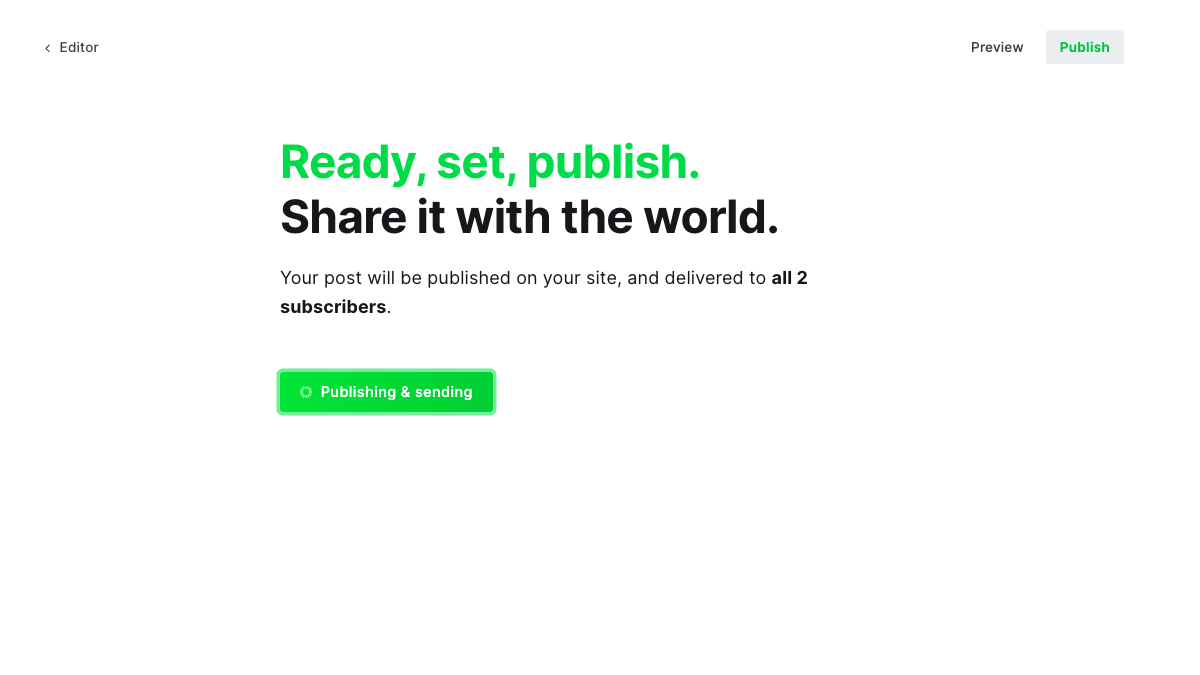 Editor
Preview
Publish
Ready, set, publish.
Share it with the world.
Your post will be published on your site, and delivered to all 2
subscribers.
Publishing & sending